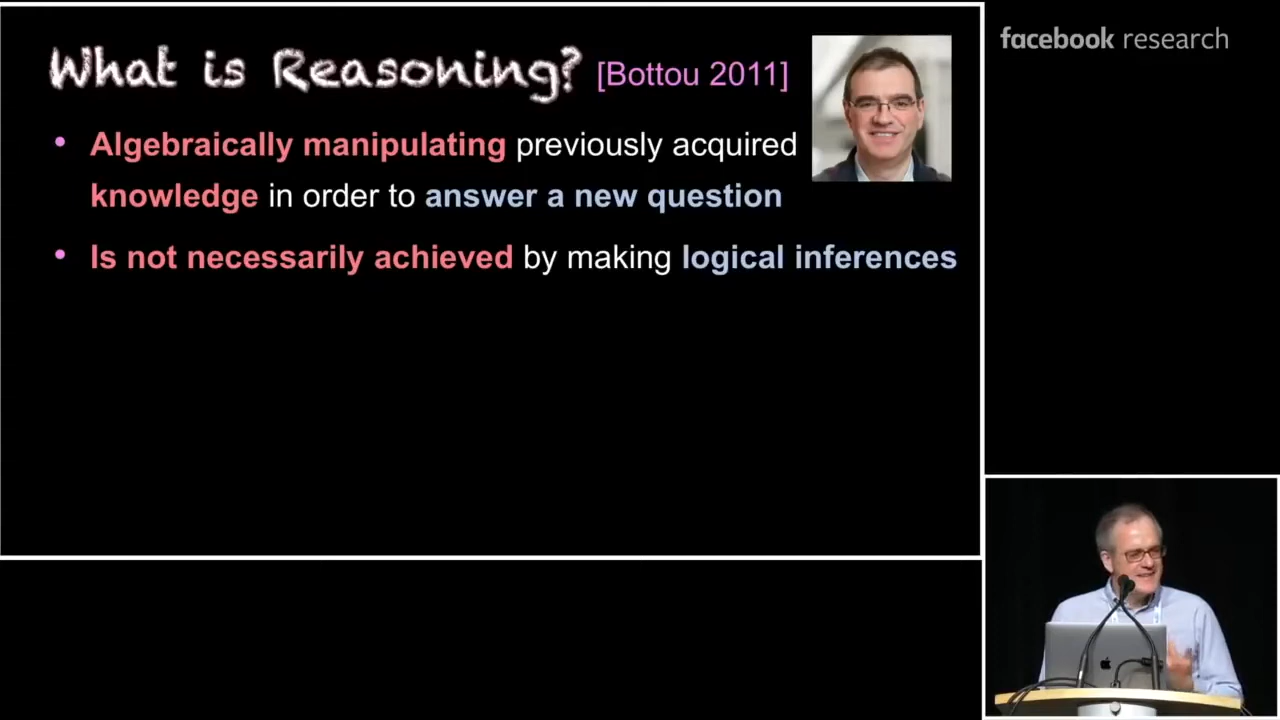 What is Reasoning? [Bottou 2011]
• Algebraically manipulating previously acquired
knowledge in order to answer a new question
• Is not necessarily achieved by making logical inferences
facebook research